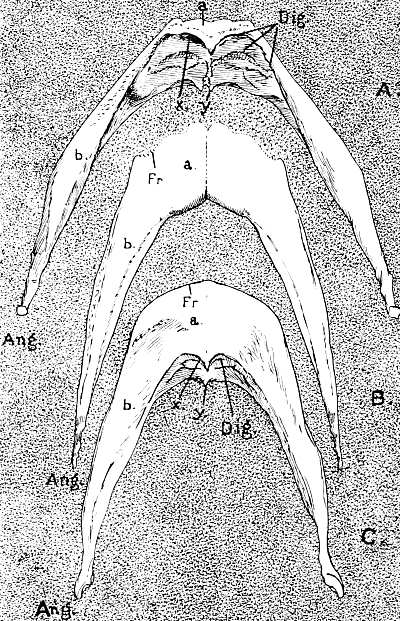 a
Dig
A.
x y
b.
a.
Fr
b.
Ang.
Fr
a.
B.
b.
x y
Dig.
Ang.
C.
Ang.